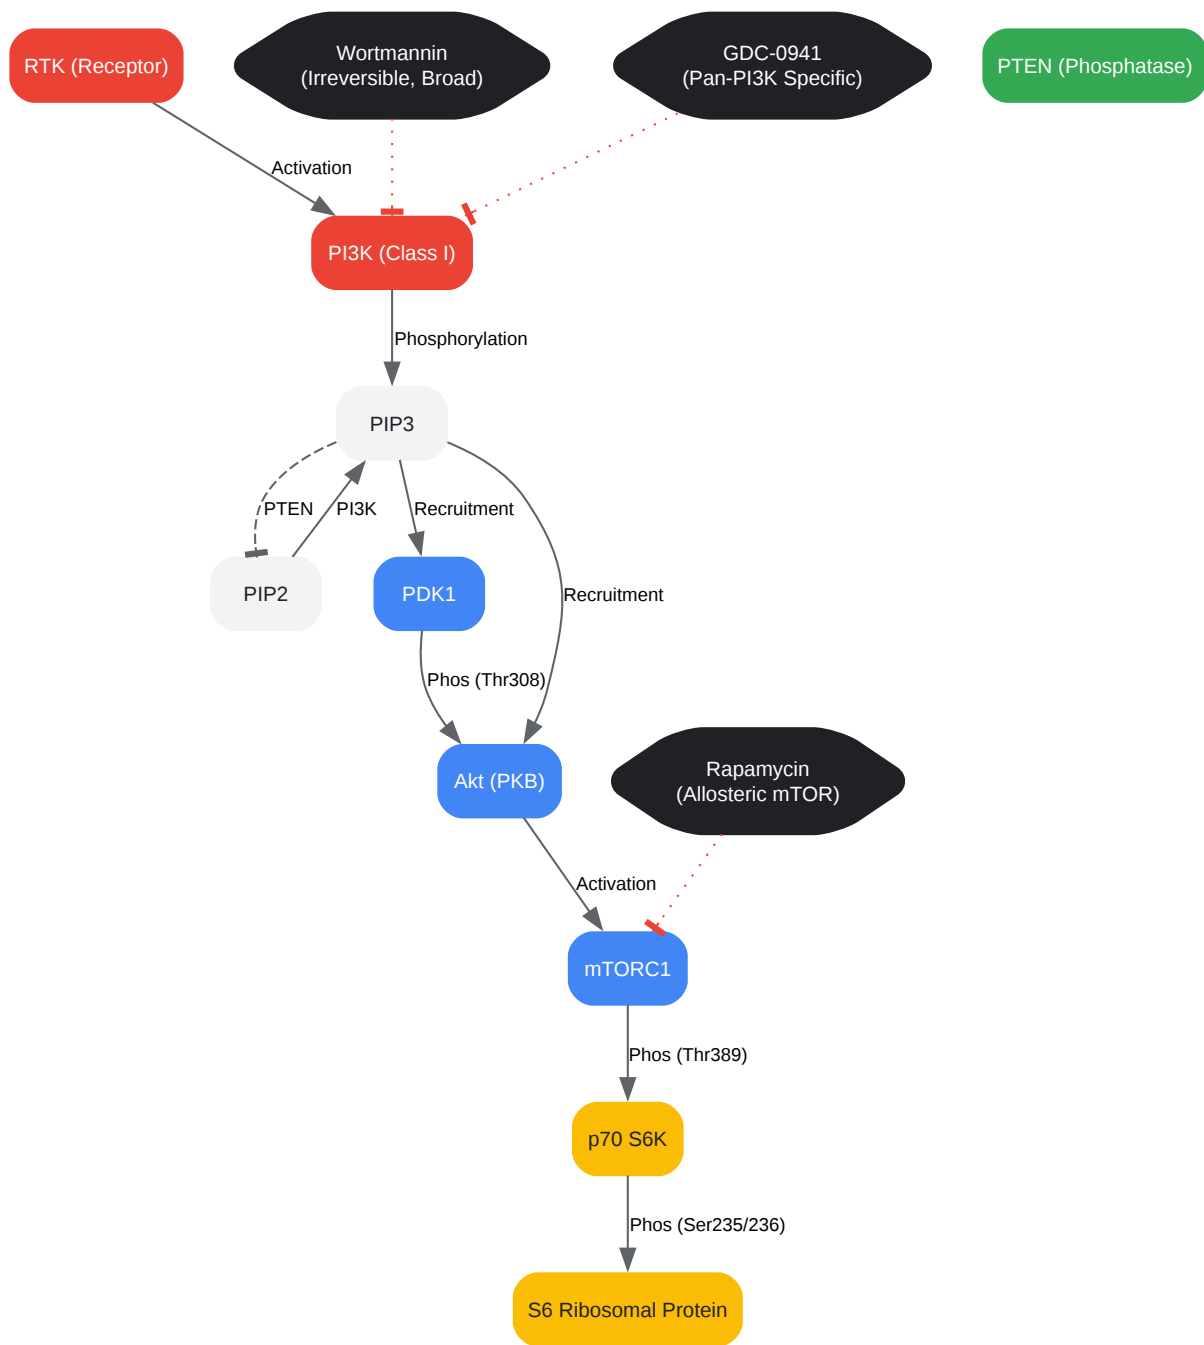 RTK (Receptor)
Wortmannin
(Irreversible, Broad)
GDC-0941
(Pan-PI3K Specific)
PTEN (Phosphatase)
Activation
PI3K (Class I)
Phosphorylation
PIP3
PTEN
PI3K
Recruitment
PIP2
PDK1
Recruitment
Phos (Thr308)
Akt (PKB)
Rapamycin
(Allosteric mTOR)
Activation
mTORC1
Phos (Thr389)
p70 S6K
Phos (Ser235/236)
S6 Ribosomal Protein